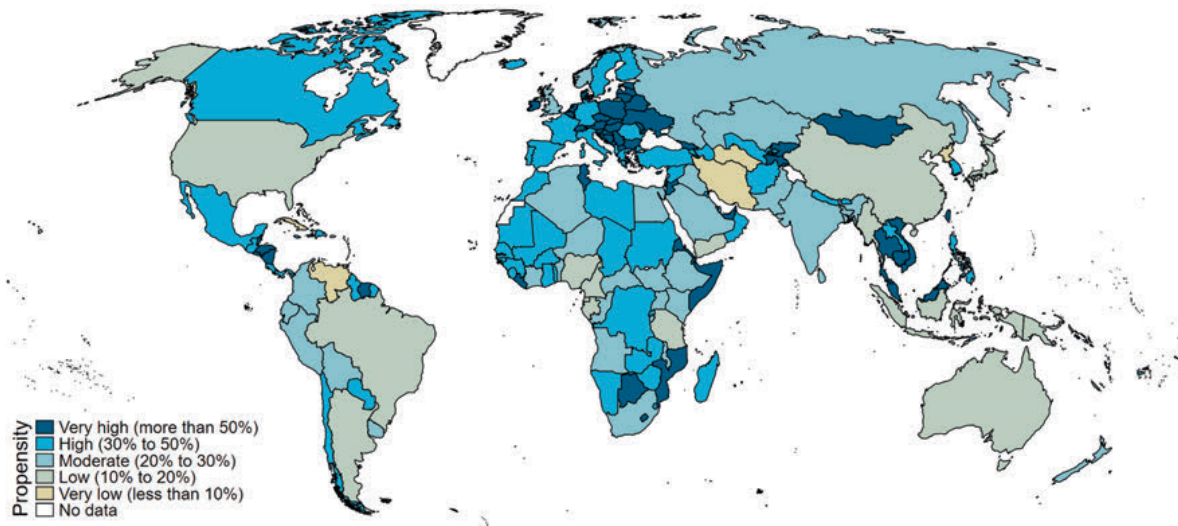 Propensity
Very high (more than 50%)
High (30% to 50%)
Moderate (20% to 30%)
Low (10% to 20%)
Very low (less than 10%)
No data